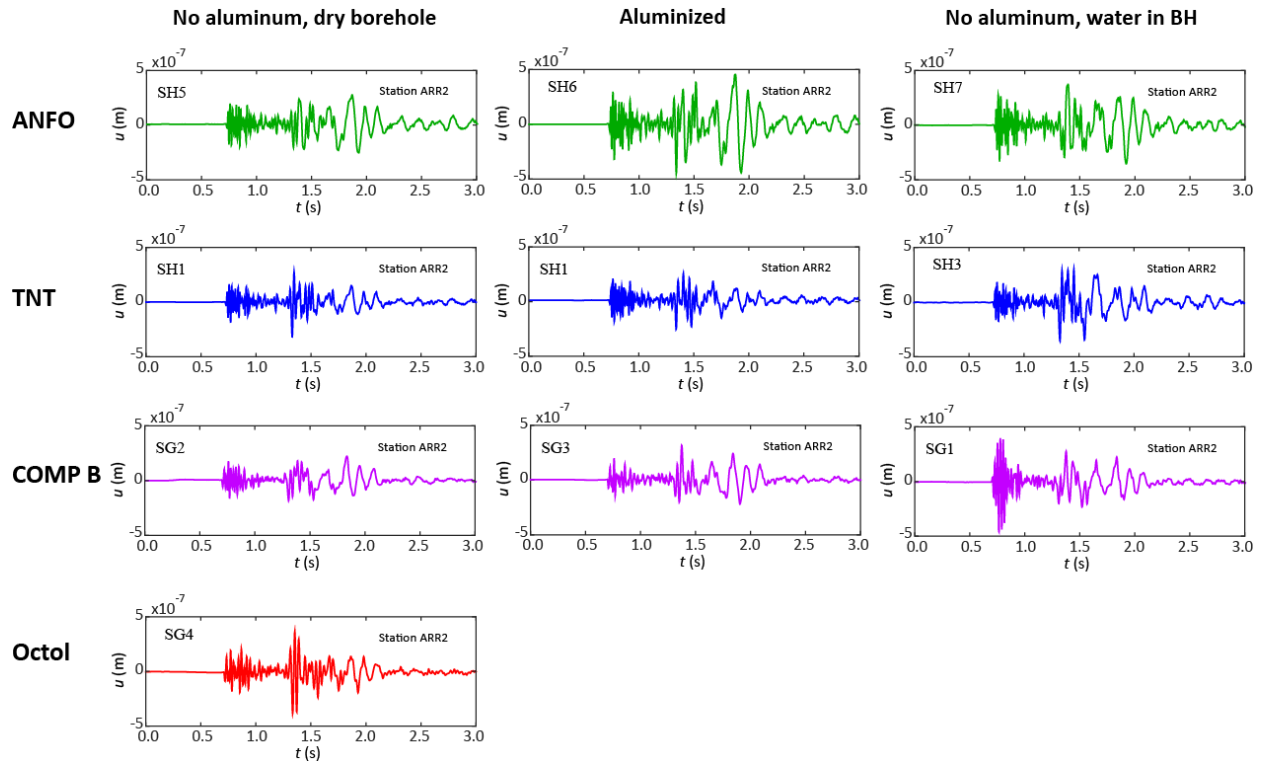 No aluminum, dry borehole Aluminized No aluminum, water in BH
ANFO
x10-7
5
SH5 Station ARR2
u (m)
0
-5
0.0 0.5 1.0 1.5 2.0 2.5 3.0
t (s)
x10-7
5
SH6 Station ARR2
u (m)
0
-5
0.0 0.5 1.0 1.5 2.0 2.5 3.0
t (s)
x10-7
5
SH7 Station ARR2
u (m)
0
-5
0.0 0.5 1.0 1.5 2.0 2.5 3.0
t (s)
TNT
x10-7
5
SH1 Station ARR2
u (m)
0
-5
0.0 0.5 1.0 1.5 2.0 2.5 3.0
t (s)
x10-7
5
SH1 Station ARR2
u (m)
0
-5
0.0 0.5 1.0 1.5 2.0 2.5 3.0
t (s)
x10-7
5
SH3 Station ARR2
u (m)
0
-5
0.0 0.5 1.0 1.5 2.0 2.5 3.0
t (s)
COMP B
x10-7
5
SG2 Station ARR2
u (m)
0
-5
0.0 0.5 1.0 1.5 2.0 2.5 3.0
t (s)
x10-7
5
SG3 Station ARR2
u (m)
0
-5
0.0 0.5 1.0 1.5 2.0 2.5 3.0
t (s)
x10-7
5
SG1 Station ARR2
u (m)
0
-5
0.0 0.5 1.0 1.5 2.0 2.5 3.0
t (s)
Octol
x10-7
5
SG4 Station ARR2
u (m)
0
-5
0.0 0.5 1.0 1.5 2.0 2.5 3.0
t (s)